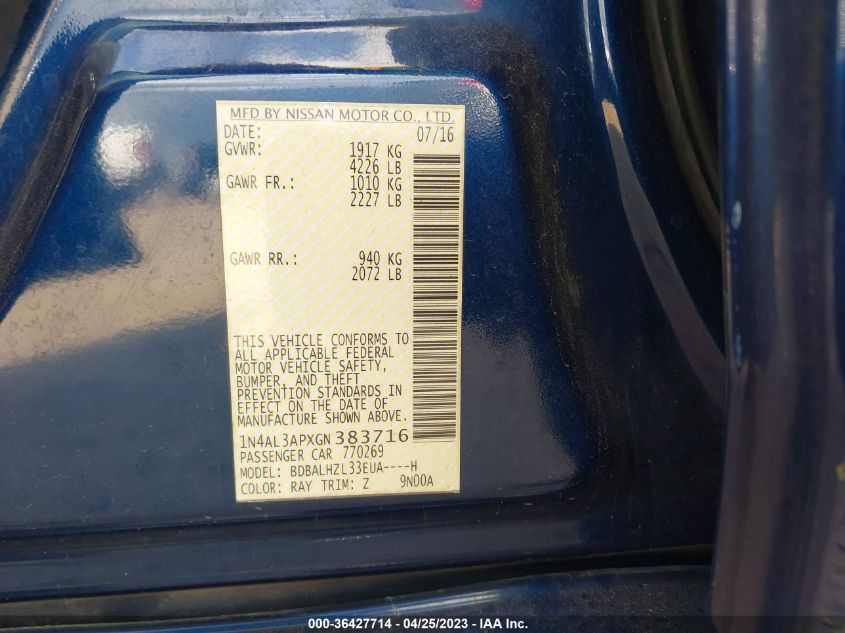 MFD BY NISSAN MOTOR CO., LTD.
DATE: 07/16
GVWR: 1917 KG
4226 LB
GAWR FR.: 1010 KG
2227 LB
GAWR RR.: 940 KG
2072 LB
THIS VEHICLE CONFORMS TO
ALL APPLICABLE FEDERAL
MOTOR VEHICLE SAFETY,
BUMPER, AND THEFT
PREVENTION STANDARDS IN
EFFECT ON THE DATE OF
MANUFACTURE SHOWN ABOVE.
1N4AL3APXGN383716
PASSENGER CAR 770269
MODEL: BDBALHZL33EUA----H
COLOR: RAY TRIM: Z 9N00A
000-36427714 - 04/25/2023 - IAA Inc.